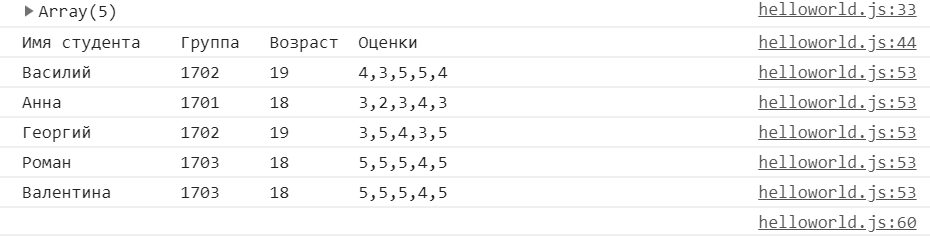 ▶Array(5) helloworld.js:33
Имя студента Группа Возраст Оценки helloworld.js:44
Василий 1702 19 4,3,5,5,4 helloworld.js:53
Анна 1701 18 3,2,3,4,3 helloworld.js:53
Георгий 1702 19 3,5,4,3,5 helloworld.js:53
Роман 1703 18 5,5,5,4,5 helloworld.js:53
Валентина 1703 18 5,5,5,4,5 helloworld.js:53
helloworld.js:60